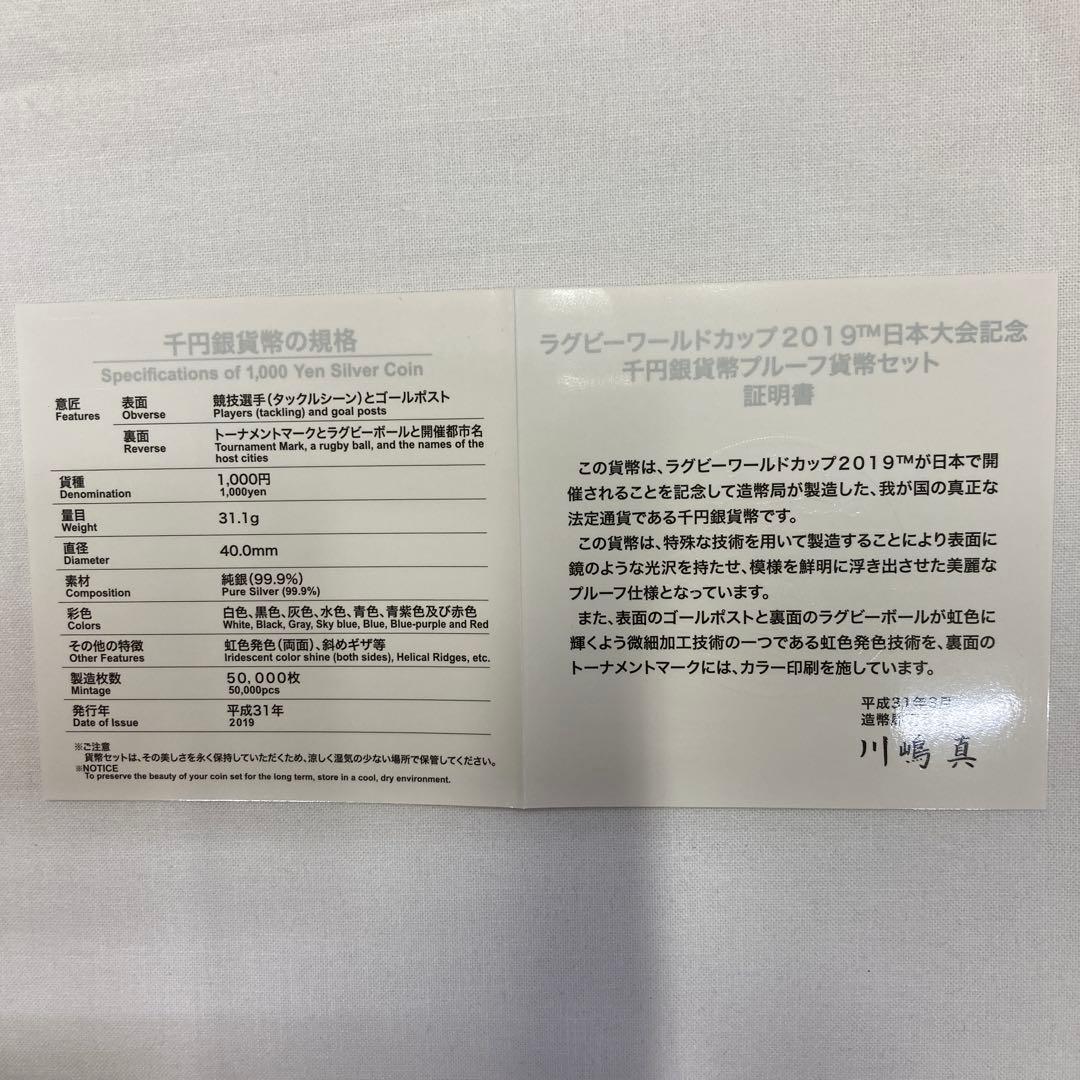 千円銀貨幣の規格
Specifications of 1,000 Yen Silver Coin
意匠 表面 競技選手(タックルシーン)とゴールポスト
Features Obverse Players (tackling) and goal posts
裏面 トーナメントマークとラグビーボールと開催都市名
Reverse Tournament Mark, a rugby ball, and the names of the
host cities
貨種 1,000円
Denomination 1,000yen
量目 31.1g
Weight
直径 40.0mm
Diameter
素材 純銀(99.9%)
Composition Pure Silver (99.9%)
彩色 白色、黒色、灰色、水色、青色、青紫色及び赤色
Colors White, Black, Gray, Sky blue, Blue, Blue-purple and Red
その他の特徴 虹色発色(両面)、斜めギザ等
Other Features Iridescent color shine (both sides), Helical Ridges, etc.
製造枚数 50,000枚
Mintage 50,000pcs
発行年 平成31年
Date of Issue 2019
※ご注意
貨幣セットは、その美しさを永く保持していただくため、涼しく湿気の少ない場所で保管してください。
※NOTICE
To preserve the beauty of your coin set for the long term, store in a cool, dry environment.
ラグビーワールドカップ2019™日本大会記念
千円銀貨幣プルーフ貨幣セット
証明書
この貨幣は、ラグビーワールドカップ2019™が日本で開
催されることを記念して造幣局が製造した、我が国の真正な
法定通貨である千円銀貨幣です。
この貨幣は、特殊な技術を用いて製造することにより表面に
鏡のような光沢を持たせ、模様を鮮明に浮き出させた美麗な
プルーフ仕様となっています。
また、表面のゴールポストと裏面のラグビーボールが虹色に
輝くよう微細加工技術の一つである虹色発色技術を、裏面の
トーナメントマークには、カラー印刷を施しています。
平成31年3月
造幣局
川嶋 真